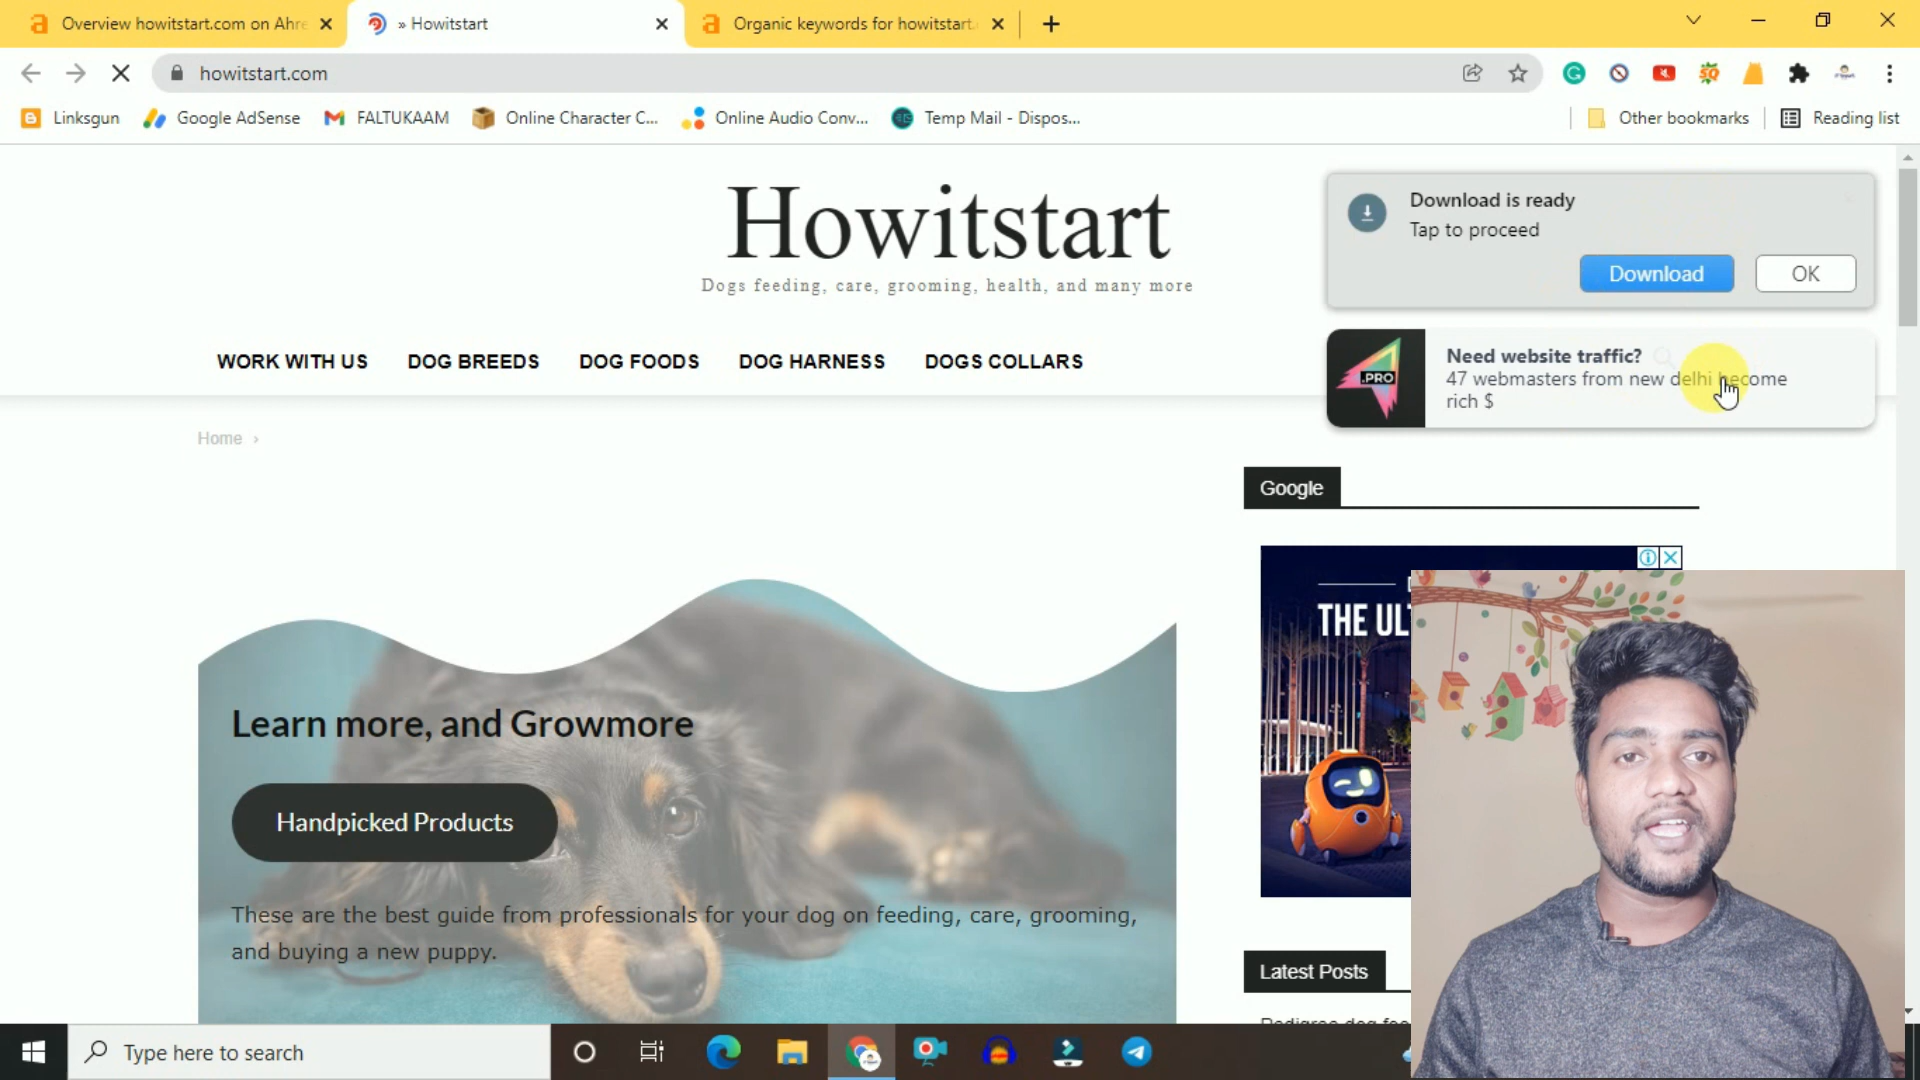 Overview howitstart.com on Ahre
» Howitstart
Organic keywords for howitstart.
howitstart.com
Linksgun
Google AdSense
FALTUKAAM
Online Character C...
Online Audio Conv...
Temp Mail - Dispos...
Other bookmarks
Reading list
Howitstart
Dogs feeding, care, grooming, health, and many more
Download is ready
Tap to proceed
Download
OK
WORK WITH US
DOG BREEDS
DOG FOODS
DOG HARNESS
DOGS COLLARS
.PRO
Need website traffic?
47 webmasters from new delhi become
rich $
Home ›
Google
THE UL
Learn more, and Growmore
Handpicked Products
These are the best guide from professionals for your dog on feeding, care, grooming,
and buying a new puppy.
Latest Posts
Type here to search